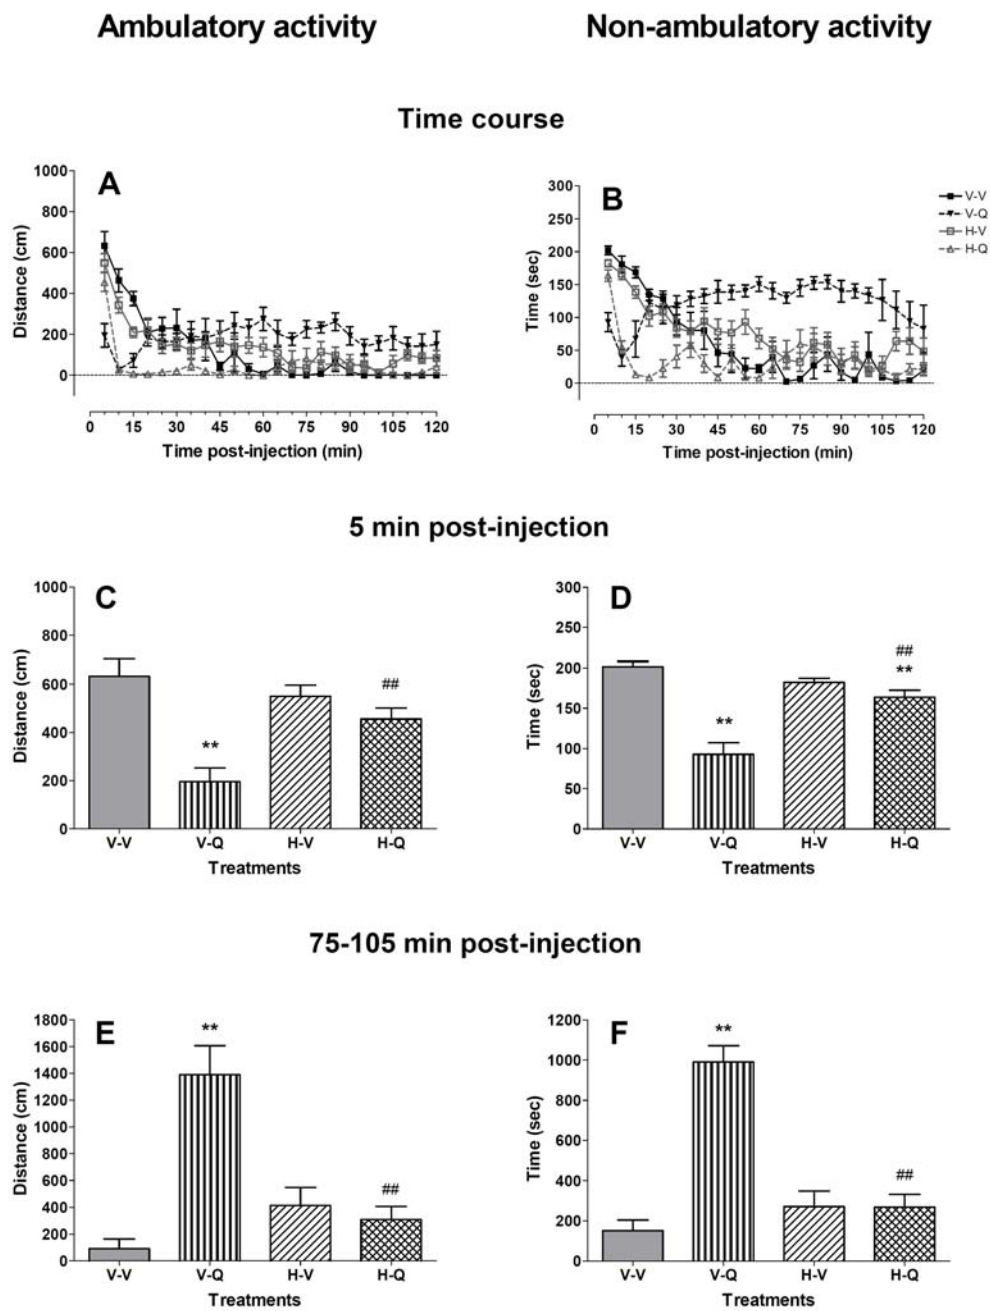 Ambulatory activity
Non-ambulatory activity
Time course
A
1000
800
600
400
200
0
Distance (cm)
0 15 30 45 60 75 90 105 120
Time post-injection (min)
B
300
250
200
150
100
50
0
Time (sec)
0 15 30 45 60 75 90 105 120
Time post-injection (min)
V-V
V-Q
H-V
H-Q
5 min post-injection
C
1000
800
600
400
200
0
Distance (cm)
**
##
V-V V-Q H-V H-Q
Treatments
D
300
250
200
150
100
50
0
Time (sec)
**
##
**
V-V V-Q H-V H-Q
Treatments
75-105 min post-injection
E
1800
1600
1400
1200
1000
800
600
400
200
0
Distance (cm)
**
##
V-V V-Q H-V H-Q
Treatments
F
1200
1000
800
600
400
200
0
Time (sec)
**
##
V-V V-Q H-V H-Q
Treatments